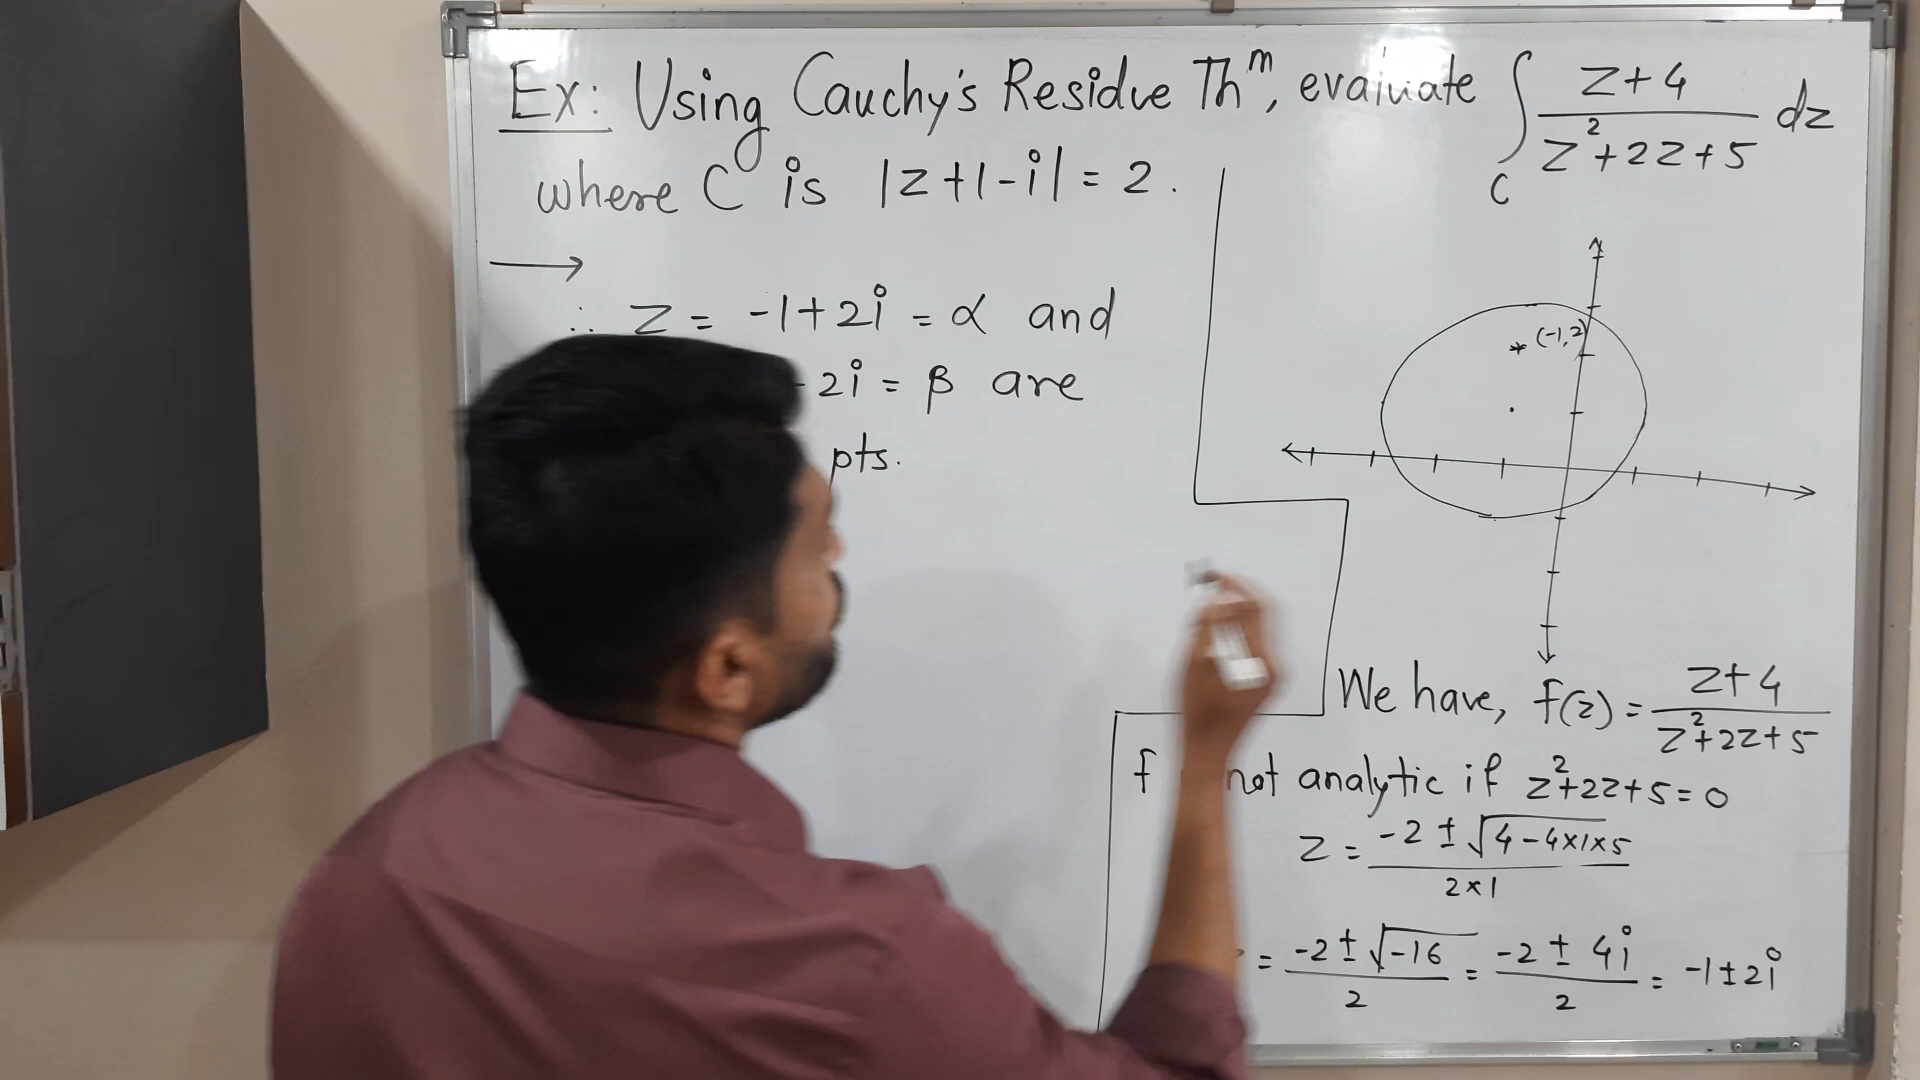 Ex: Using Cauchy's Residue Thᵐ, evaluate ∫_C (z+4)/(z²+2z+5) dz
where C is |z+1-i| = 2.
→
∴ z = -1+2i = α and
-2i = β are
pts.
(-1,2)
We have, f(z) = (z+4)/(z²+2z+5)
f not analytic if z²+2z+5=0
z = (-2 ± √(4-4×1×5))/(2×1)
= (-2 ± √-16)/2 = (-2 ± 4i)/2 = -1±2i